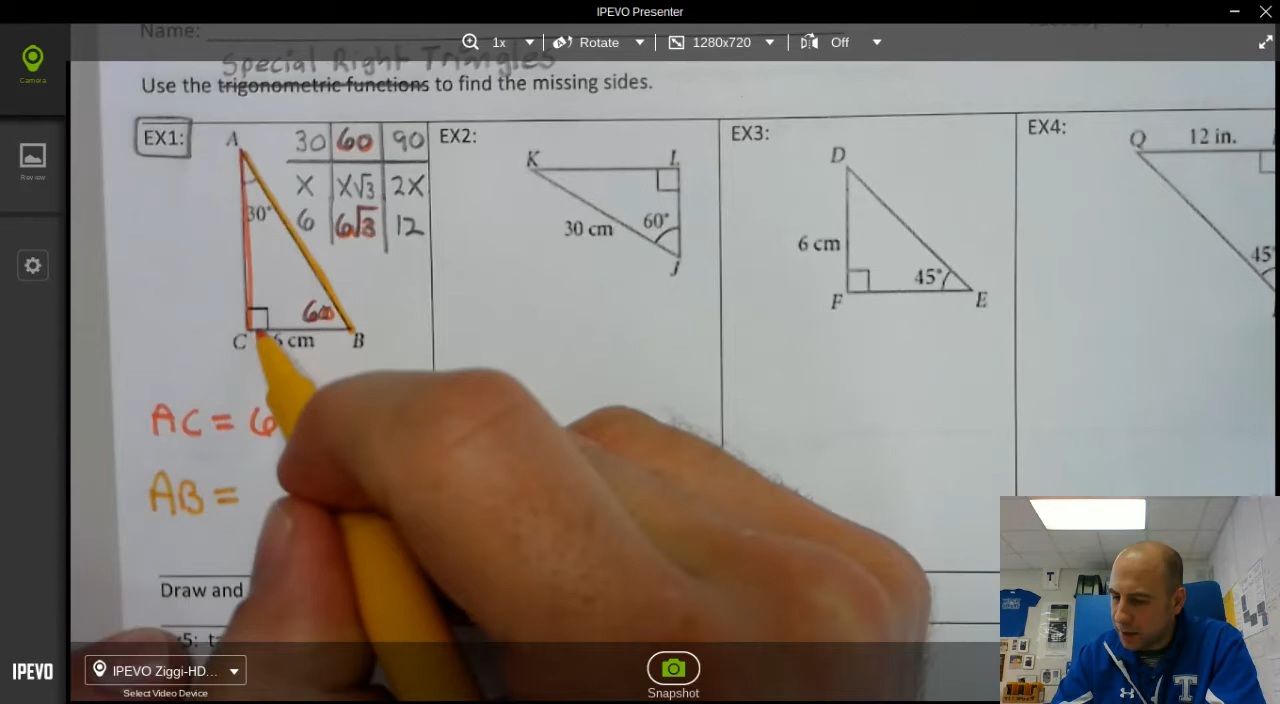 IPEVO Presenter
Name:
1x
Rotate
1280x720
Off
Camera
Special Right Triangles
Use the trigonometric functions to find the missing sides.
EX1:
A
30 60 90
X X√3 2X
6 6√3 12
30°
60
C 6 cm B
AC = 6
AB =
EX2:
K L
30 cm 60°
J
EX3:
D
6 cm
45°
F E
EX4:
Q 12 in.
45°
Draw and
5:
IPEVO
IPEVO Ziggi-HD...
Select Video Device
Snapshot
T
T